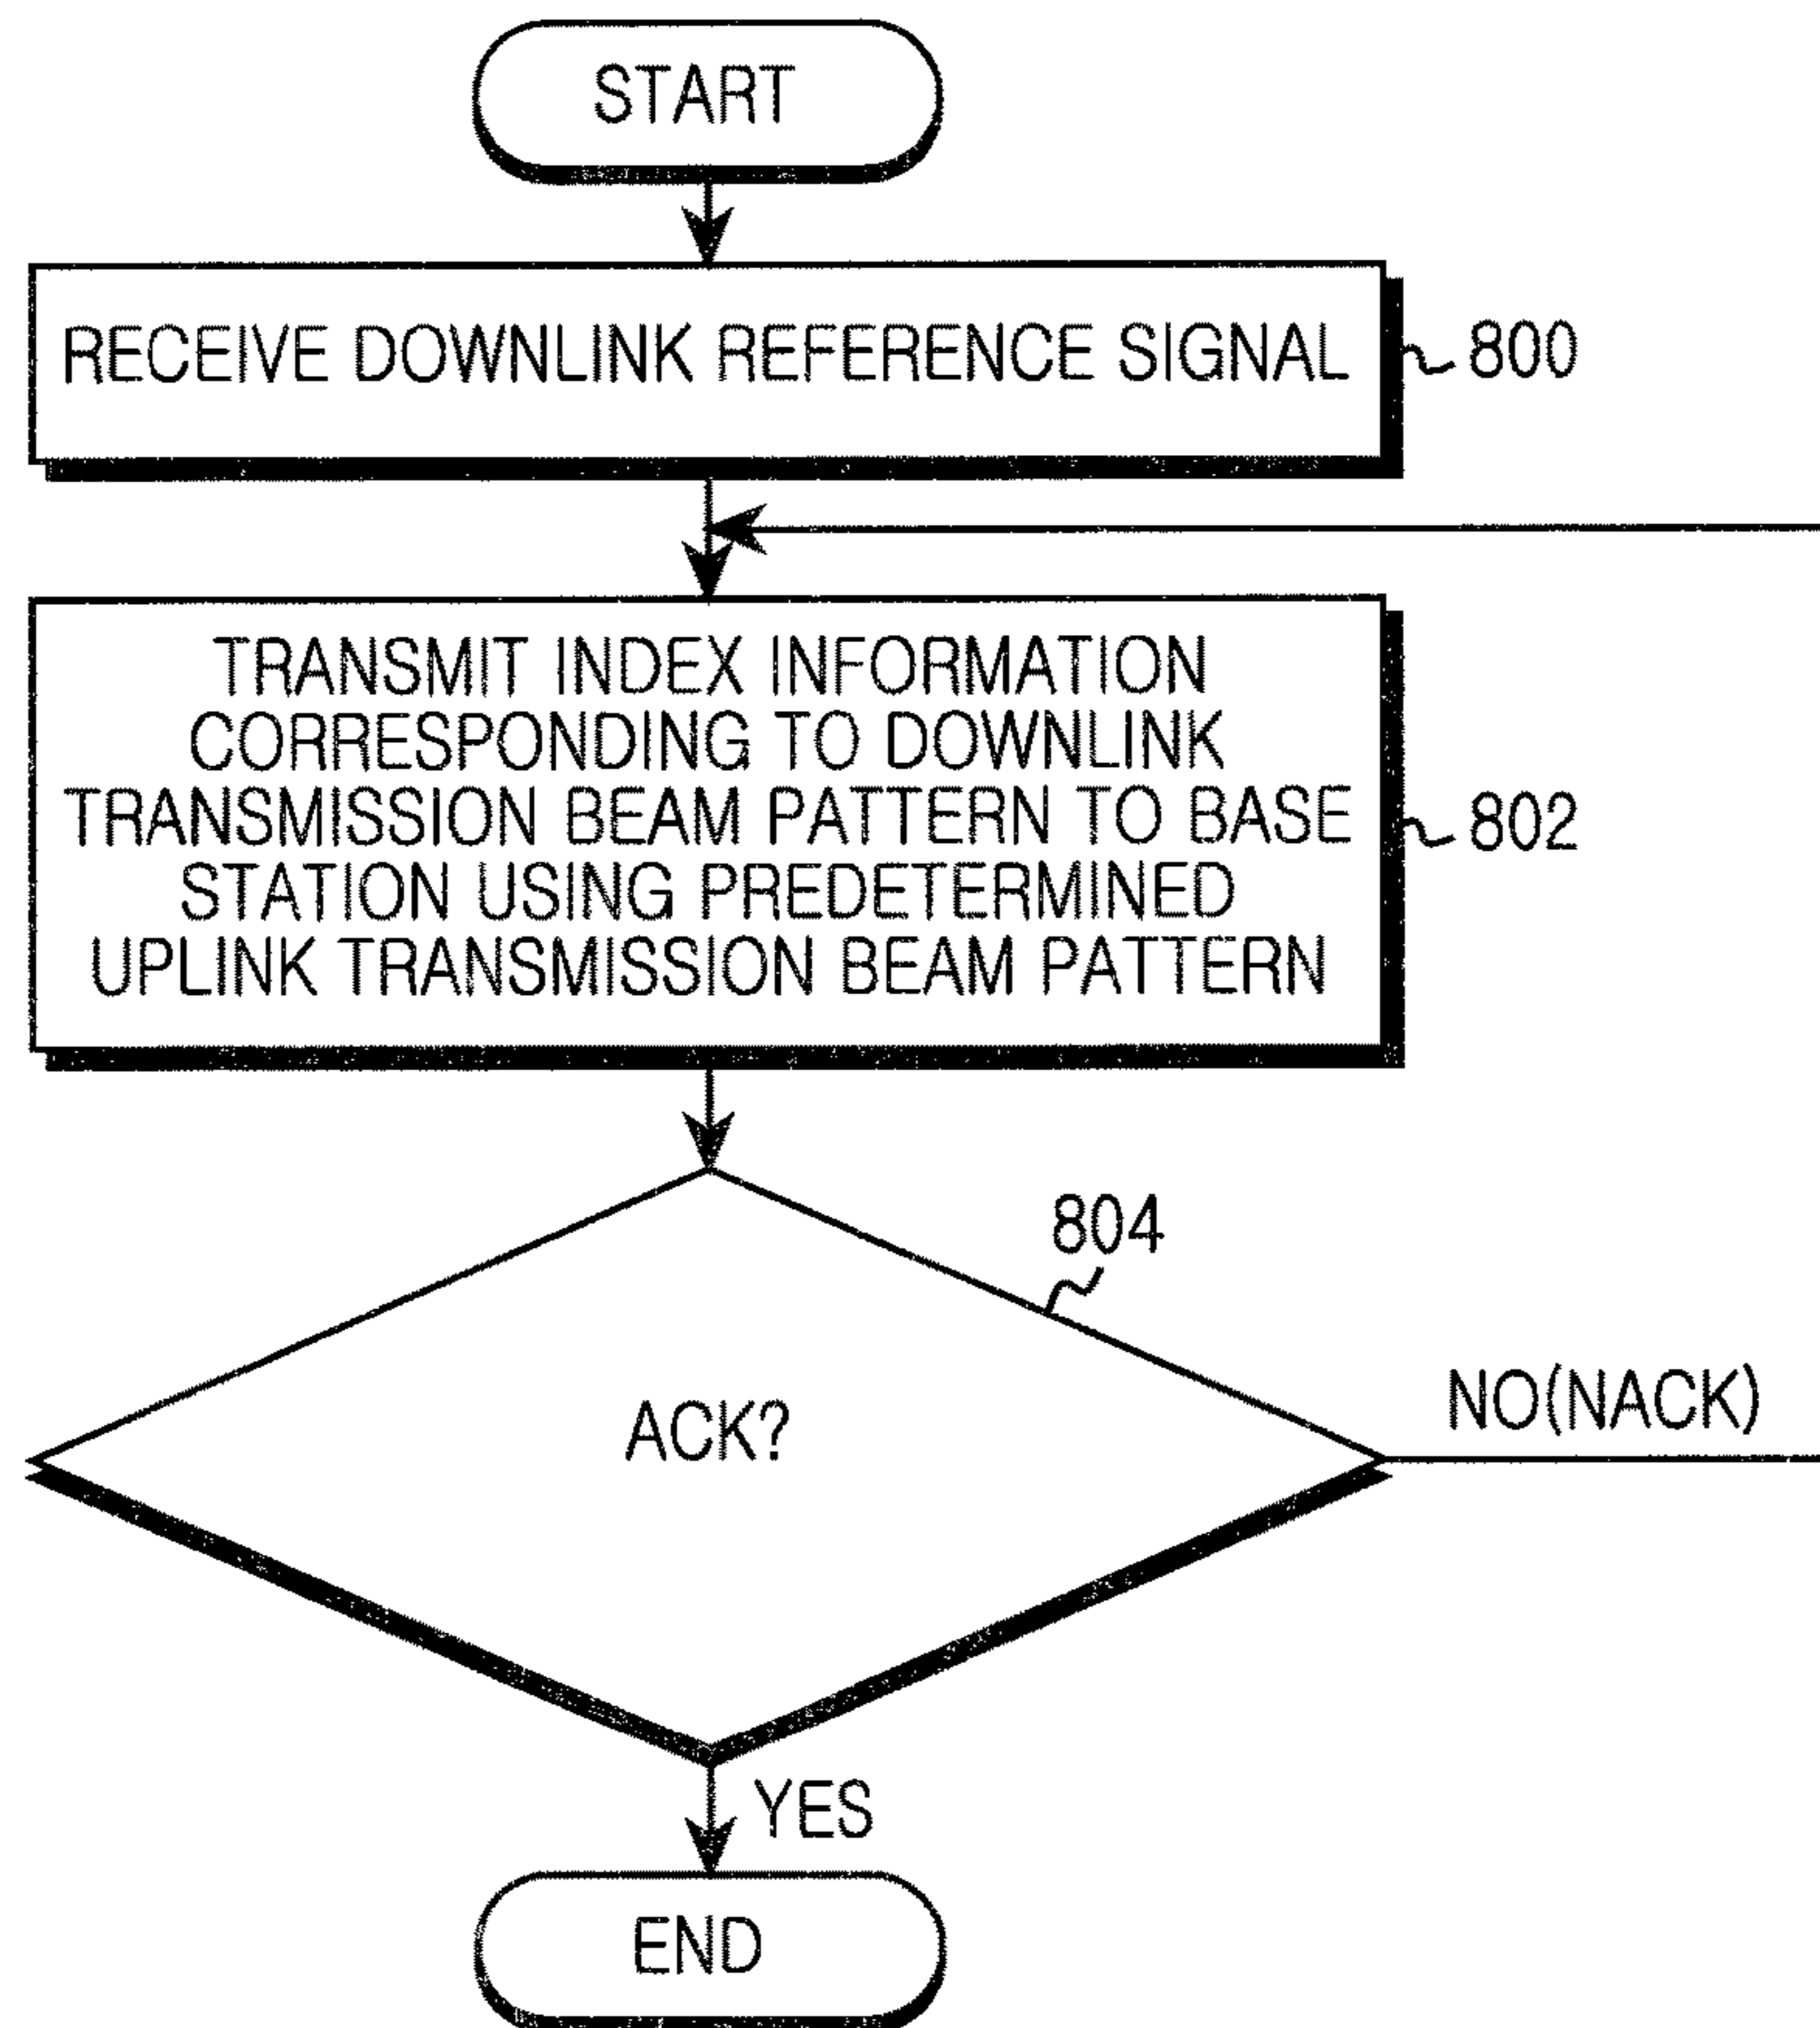 START
RECEIVE DOWNLINK REFERENCE SIGNAL
800
TRANSMIT INDEX INFORMATION
CORRESPONDING TO DOWNLINK
TRANSMISSION BEAM PATTERN TO BASE
STATION USING PREDETERMINED
UPLINK TRANSMISSION BEAM PATTERN
802
804
ACK?
NO(NACK)
YES
END